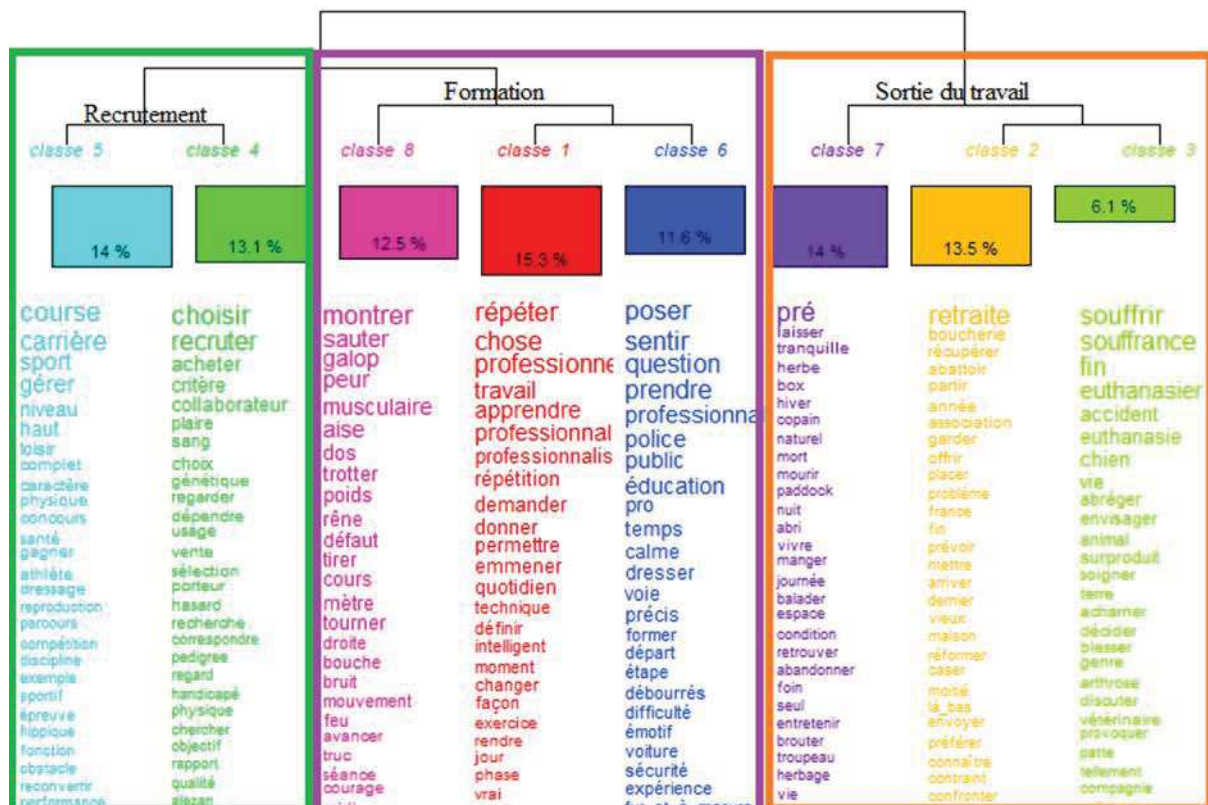 Recrutement
Formation
Sortie du travail
classe 5
classe 4
classe 8
classe 1
classe 6
classe 7
classe 2
classe 3
14 %
13.1 %
12.5 %
15.3 %
11.6 %
14 %
13.5 %
6.1 %
course
carrière
sport
gérer
niveau
haut
loisir
complet
caractère
physique
concours
santé
gagner
athlète
dressage
reproduction
parcours
compétition
discipline
exemple
sportif
épreuve
hippique
fonction
obstacle
reconvertir
performance
choisir
recruter
acheter
critère
collaborateur
plaire
sang
choix
génétique
regarder
dépendre
usage
vente
sélection
porteur
hasard
recherche
correspondre
pedigree
regard
handicapé
physique
chercher
objectif
rapport
qualité
alezan
montrer
sauter
galop
peur
musculaire
aise
dos
trotter
poids
rêne
défaut
tirer
cours
mètre
tourner
droite
bouche
bruit
mouvement
feu
avancer
truc
séance
courage
répéter
chose
professionne
travail
apprendre
professionnal
professionnalis
répétition
demander
donner
permettre
emmener
quotidien
technique
définir
intelligent
moment
changer
façon
exercice
rendre
jour
phase
vrai
poser
sentir
question
prendre
professionna
police
public
éducation
pro
temps
calme
dresser
voie
précis
former
départ
étape
débourrés
difficulté
émotif
voiture
sécurité
expérience
fur et à mesure
pré
laisser
tranquille
herbe
box
hiver
copain
naturel
mort
mourir
paddock
nuit
abri
vivre
manger
journée
balader
espace
condition
retrouver
abandonner
foin
seul
entretenir
brouter
troupeau
herbage
vie
retraite
boucherie
récupérer
abattoir
partir
année
association
garder
offrir
placer
problème
france
fin
prévoir
mettre
arriver
dernier
vieux
maison
réformer
caser
moitié
là_bas
envoyer
préférer
connaître
contraint
confronter
souffrir
souffrance
fin
euthanasier
accident
euthanasie
chien
vie
abréger
envisager
animal
surproduit
soigner
terre
acharner
décider
blesser
genre
arthrose
discuter
vétérinaire
provoquer
patte
tellement
compagnie